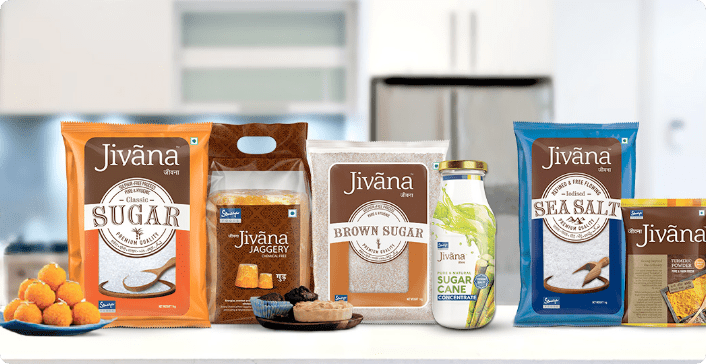 Jivāna
जीवना
SULPHUR-FREE PROCESS
PURE & HYGIENIC
Classic
SUGAR
PREMIUM QUALITY
Jivāna
JAGGERY
CHEMICAL FREE
गुड़
Jivāna
जीवना
PURE & HYGIENIC
BROWN SUGAR
PREMIUM QUALITY
Jivāna
PURE & NATURAL
SUGAR
CANE
CONCENTRATE
Jivāna
जीवना
REFINED & FREE FLOWING
Iodised
SEA SALT
PREMIUM QUALITY
Jivāna
जीवना
TURMERIC
POWDER